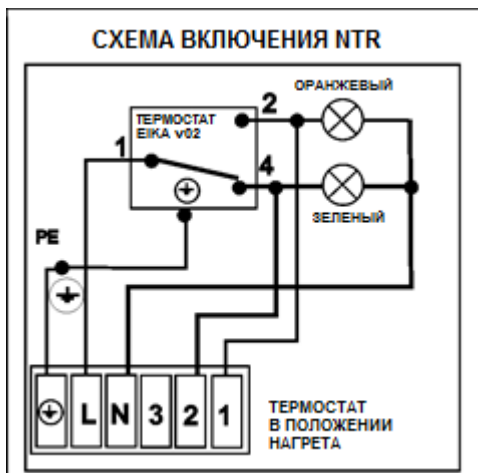 СХЕМА ВКЛЮЧЕНИЯ NTR
ОРАНЖЕВЫЙ
ТЕРМОСТАТ
EIKA v02
2
1
4
ЗЕЛЕНЫЙ
PE
L N 3 2 1
ТЕРМОСТАТ
В ПОЛОЖЕНИИ
НАГРЕТА